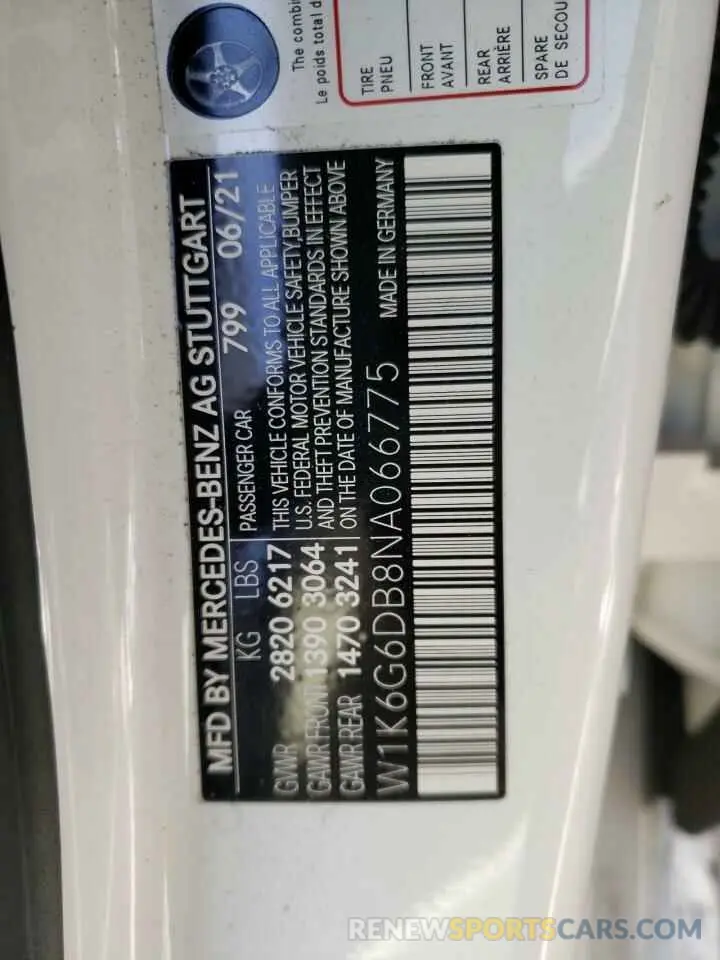 The combi
Le poids total d
TIRE
PNEU
FRONT
AVANT
REAR
ARRIÈRE
SPARE
DE SECOU
MFD BY MERCEDES-BENZ AG STUTTGART
KG LBS PASSENGER CAR 799 06/21
GVWR 2820 6217 THIS VEHICLE CONFORMS TO ALL APPLICABLE
U.S. FEDERAL MOTOR VEHICLE SAFETY,BUMPER
GAWR FRONT 1390 3064 AND THEFT PREVENTION STANDARDS IN EFFECT
GAWR REAR 1470 3241 ON THE DATE OF MANUFACTURE SHOWN ABOVE
W1K6G6DB8NA066775 MADE IN GERMANY
RENEWSPORTSCARS.COM